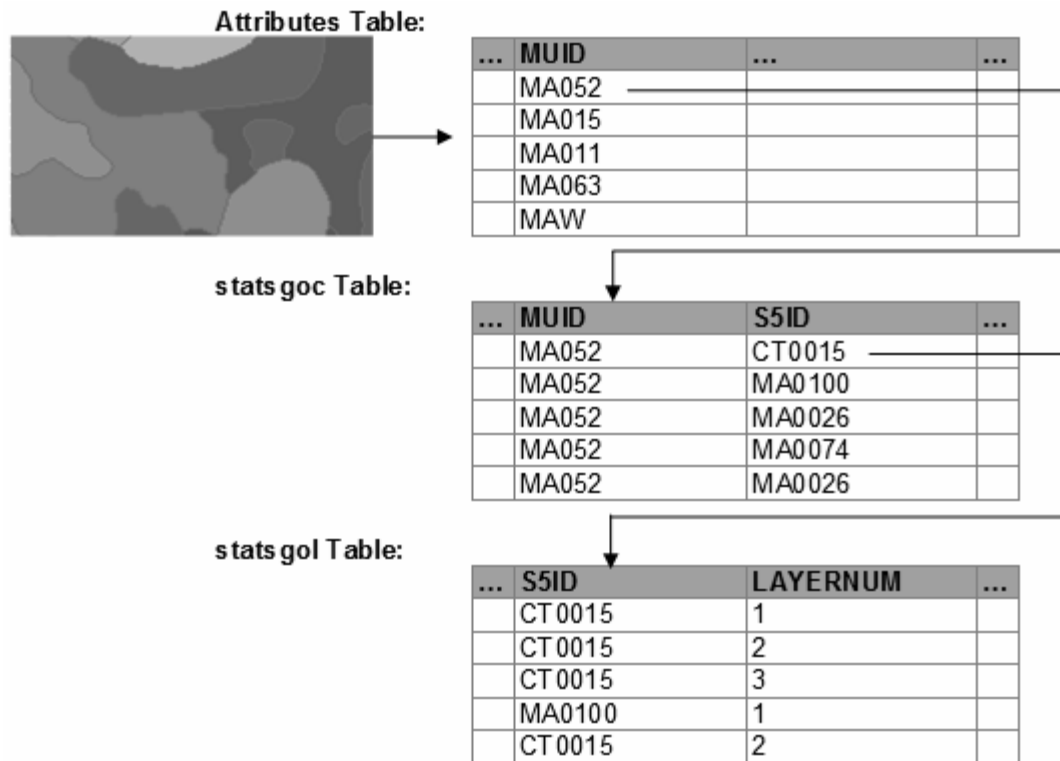 Attributes Table:
... MUID ... ...
MA052
MA015
MA011
MA063
MAW
statsgoc Table:
... MUID S5ID ...
MA052 CT0015
MA052 MA0100
MA052 MA0026
MA052 MA0074
MA052 MA0026
statsgol Table:
... S5ID LAYERNUM ...
CT0015 1
CT0015 2
CT0015 3
MA0100 1
CT0015 2